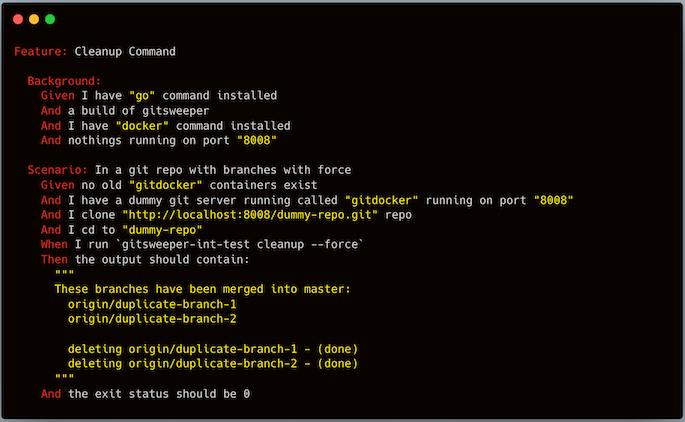 Feature: Cleanup Command
Background:
Given I have "go" command installed
And a build of gitsweeper
And I have "docker" command installed
And nothings running on port "8008"
Scenario: In a git repo with branches with force
Given no old "gitdocker" containers exist
And I have a dummy git server running called "gitdocker" running on port "8008"
And I clone "http://localhost:8008/dummy-repo.git" repo
And I cd to "dummy-repo"
When I run `gitsweeper-int-test cleanup --force`
Then the output should contain:
"""
These branches have been merged into master:
origin/duplicate-branch-1
origin/duplicate-branch-2
deleting origin/duplicate-branch-1 - (done)
deleting origin/duplicate-branch-2 - (done)
"""
And the exit status should be 0